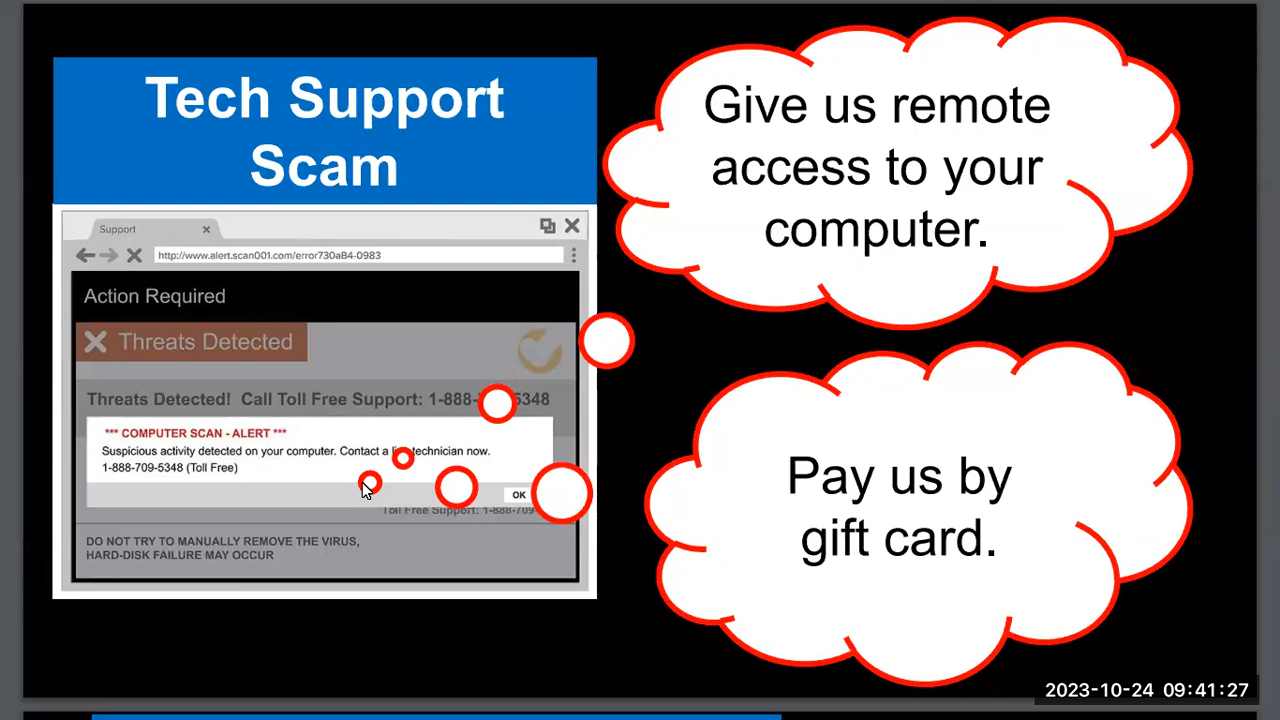 Tech Support
Scam
Support
http://www.alert.scan001.com/error730aB4-0983
Action Required
Threats Detected
Threats Detected! Call Toll Free Support: 1-888- 5348
*** COMPUTER SCAN - ALERT ***
Suspicious activity detected on your computer. Contact a technician now.
1-888-709-5348 (Toll Free)
OK
Toll Free Support: 1-888-709-
DO NOT TRY TO MANUALLY REMOVE THE VIRUS,
HARD-DISK FAILURE MAY OCCUR
Give us remote
access to your
computer.
Pay us by
gift card.
2023-10-24 09:41:27